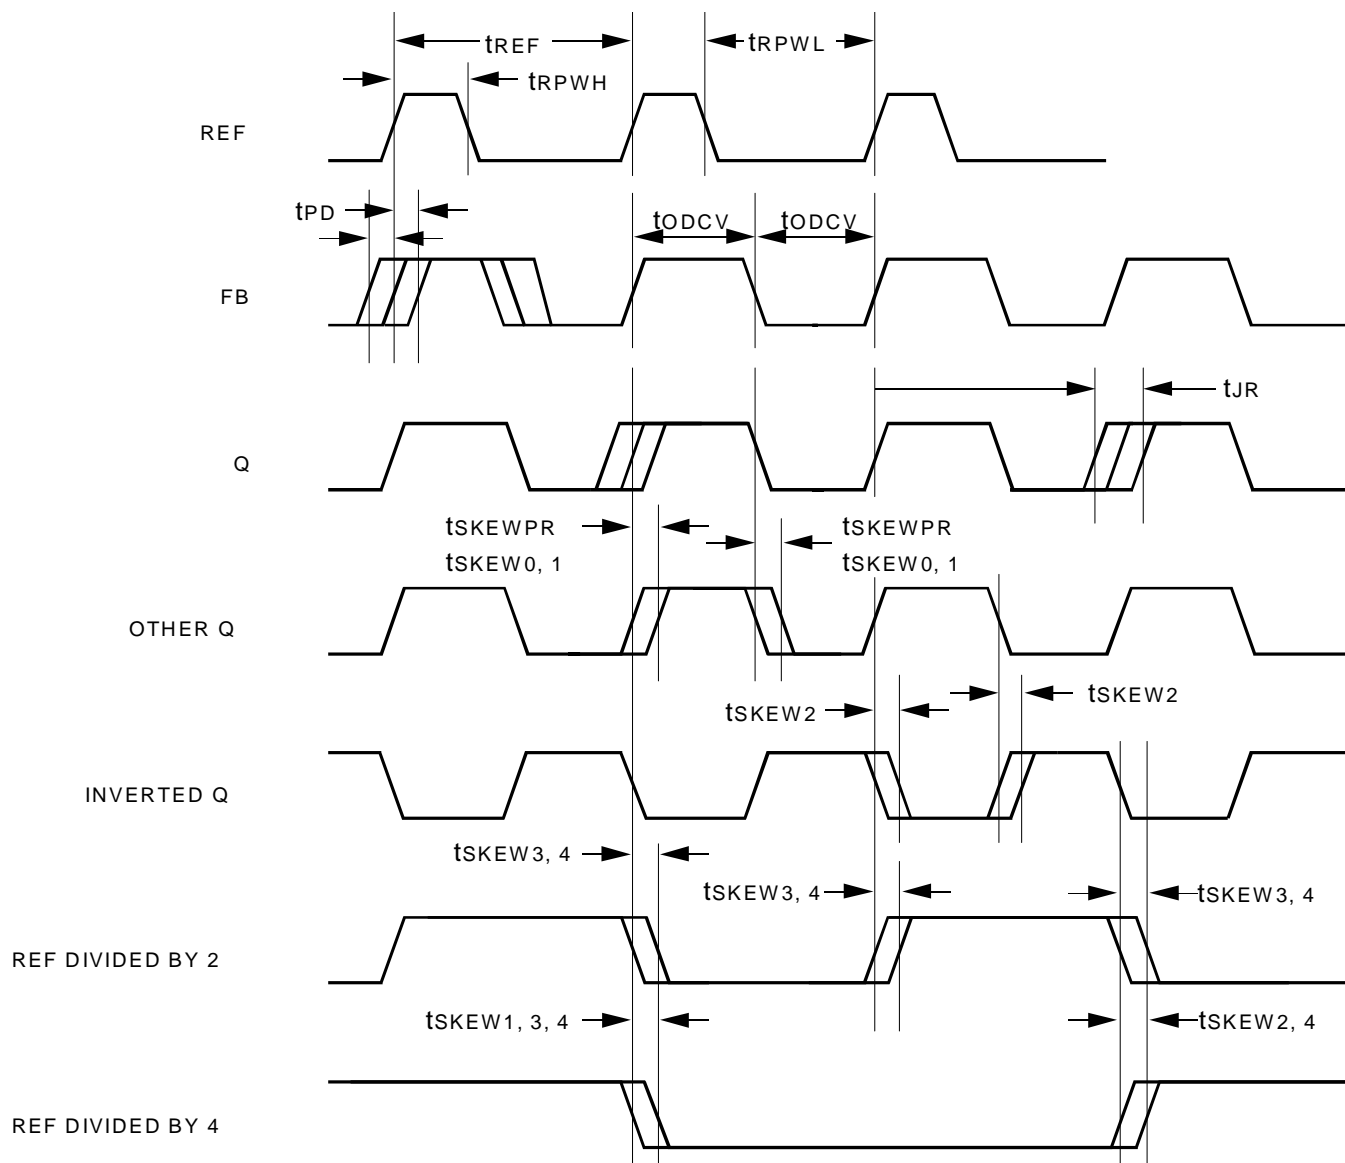 tREF
tRPWL
tRPWH
REF
tPD
tODCV
tODCV
FB
tJR
Q
tSKEWPR
tSKEW0, 1
tSKEWPR
tSKEW0, 1
OTHER Q
tSKEW2
tSKEW2
INVERTED Q
tSKEW3, 4
tSKEW3, 4
tSKEW3, 4
REF DIVIDED BY 2
tSKEW1, 3, 4
tSKEW2, 4
REF DIVIDED BY 4